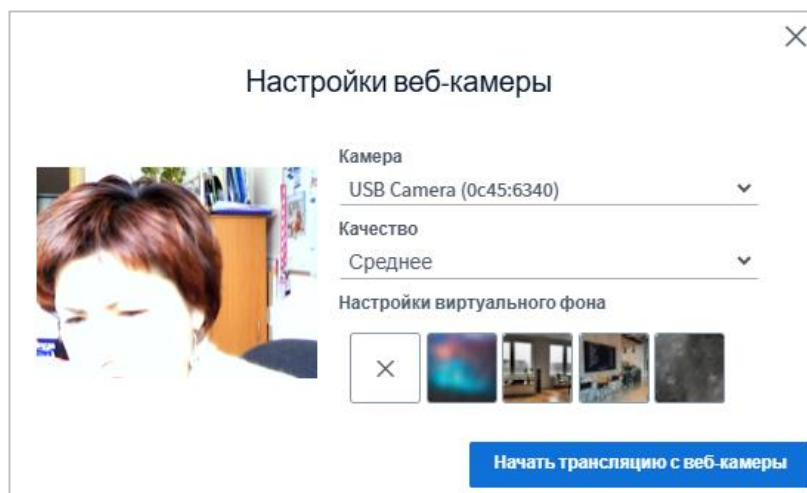 Настройки веб-камеры
Камера
USB Camera (0c45:6340)
Качество
Среднее
Настройки виртуального фона
Начать трансляцию с веб-камеры